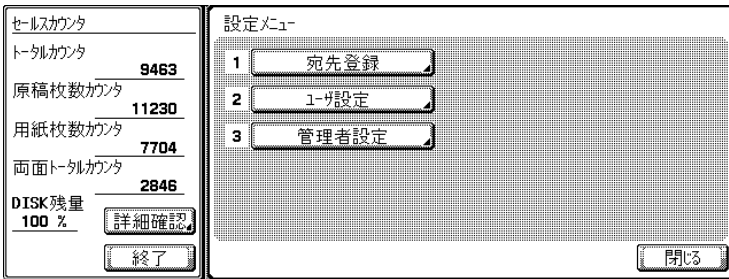 セールスカウンタ
トータルカウンタ
9463
原稿枚数カウンタ
11230
用紙枚数カウンタ
7704
両面トータルカウンタ
2846
DISK残量
100 %
詳細確認
終了
設定メニュー
1 宛先登録
2 ユーザ設定
3 管理者設定
閉じる